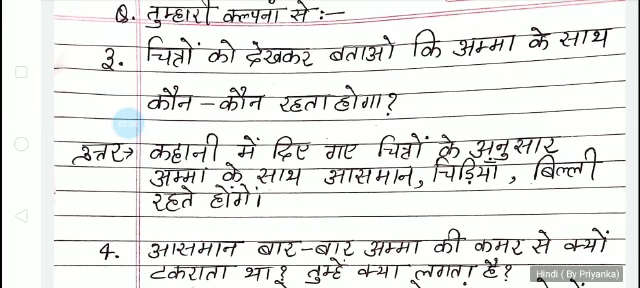 Q. तुम्हारी कल्पना से :—
३. चित्रों को देखकर बताओ कि अम्मा के साथ
कौन - कौन रहता होगा?
उत्तर→ कहानी में दिए गए चित्रों के अनुसार
अम्मा के साथ आसमान, चिड़ियाँ, बिल्ली
रहते होंगे।
4. आसमान बार-बार अम्मा की कमर से क्यों
टकराता था? तुम्हें क्या लगता है?
Hindi ( By Priyanka)